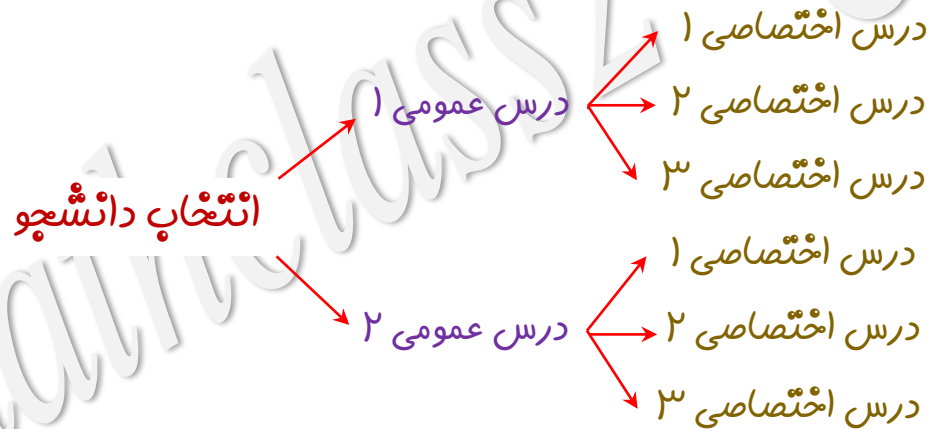 درس اختصاصی ۱
درس اختصاصی ۲
درس عمومی ۱
درس اختصاصی ۳
انتخاب دانشجو
درس اختصاصی ۱
درس اختصاصی ۲
درس عمومی ۲
درس اختصاصی ۳